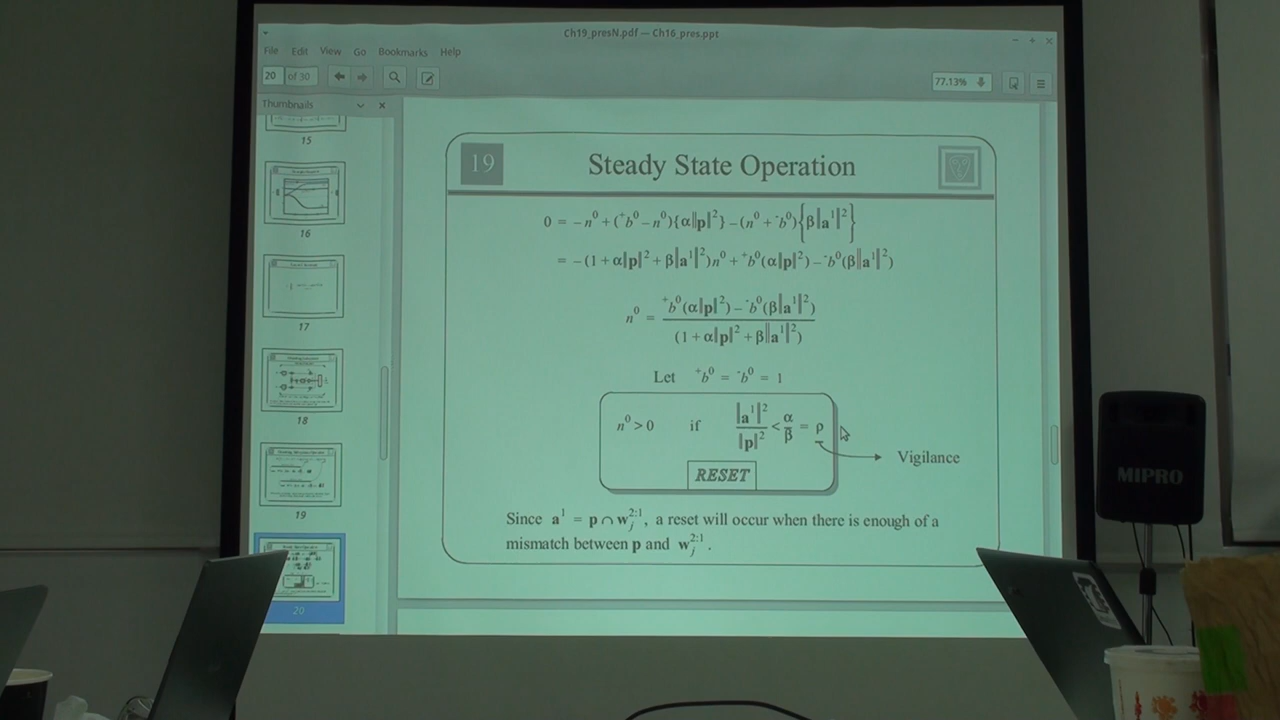 Ch19_presN.pdf — Ch16_pres.ppt
File Edit View Go Bookmarks Help
20 of 30
77.13%
Thumbnails
15
16
17
18
19
20
19 Steady State Operation
0 = −n⁰ + (⁺b⁰ − n⁰){α‖p‖²} − (n⁰ + ⁻b⁰){β‖a¹‖²}
= −(1 + α‖p‖² + β‖a¹‖²)n⁰ + ⁺b⁰(α‖p‖²) − ⁻b⁰(β‖a¹‖²)
n⁰ = ⁺b⁰(α‖p‖²) − ⁻b⁰(β‖a¹‖²) / (1 + α‖p‖² + β‖a¹‖²)
Let ⁺b⁰ = ⁻b⁰ = 1
n⁰ > 0 if ‖a¹‖² / ‖p‖² < α / β = ρ
Vigilance
RESET
Since a¹ = p ∩ wⱼ²:¹, a reset will occur when there is enough of a
mismatch between p and wⱼ²:¹.
MIPRO